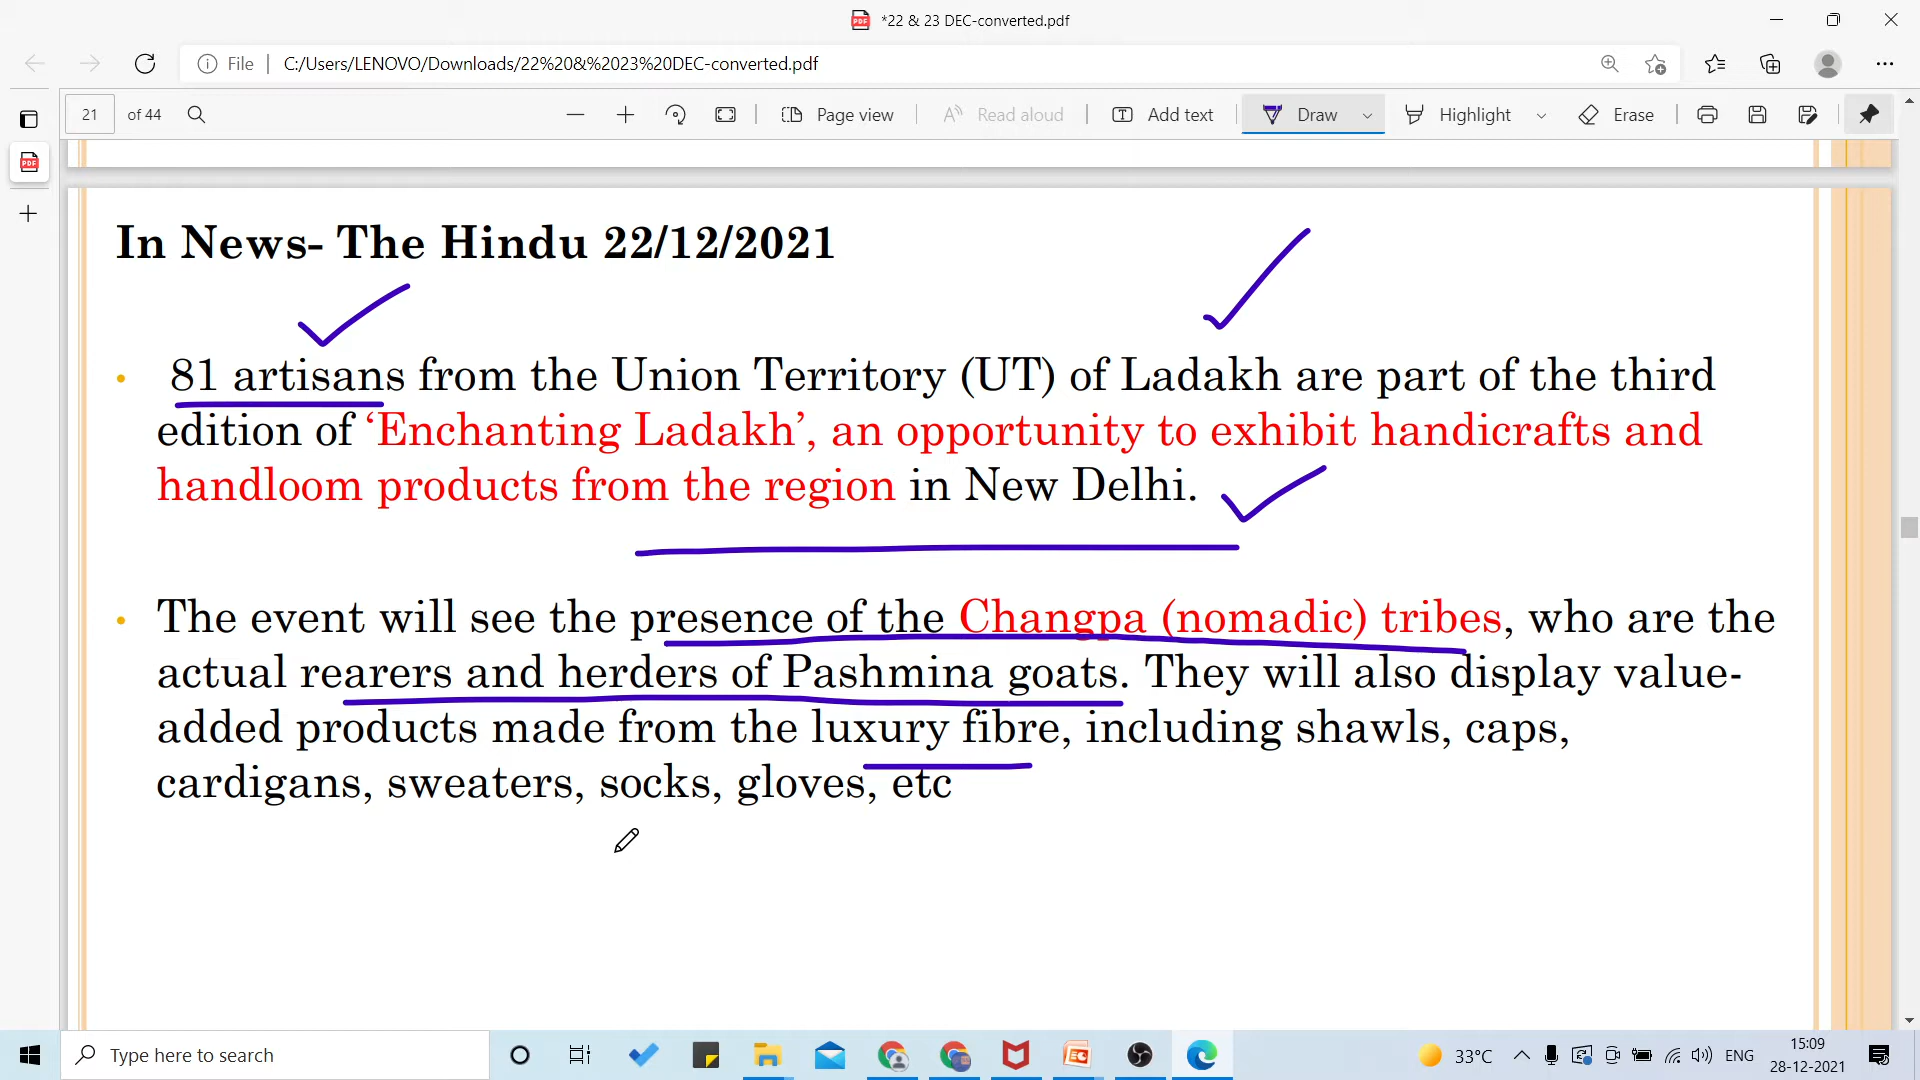 *22 & 23 DEC-converted.pdf
File
C:/Users/LENOVO/Downloads/22%20&%2023%20DEC-converted.pdf
21 of 44
Page view
Read aloud
Add text
Draw
Highlight
Erase
In News- The Hindu 22/12/2021
• 81 artisans from the Union Territory (UT) of Ladakh are part of the third
edition of ‘Enchanting Ladakh’, an opportunity to exhibit handicrafts and
handloom products from the region in New Delhi.
• The event will see the presence of the Changpa (nomadic) tribes, who are the
actual rearers and herders of Pashmina goats. They will also display value-
added products made from the luxury fibre, including shawls, caps,
cardigans, sweaters, socks, gloves, etc
Type here to search
33°C
ENG
15:09
28-12-2021